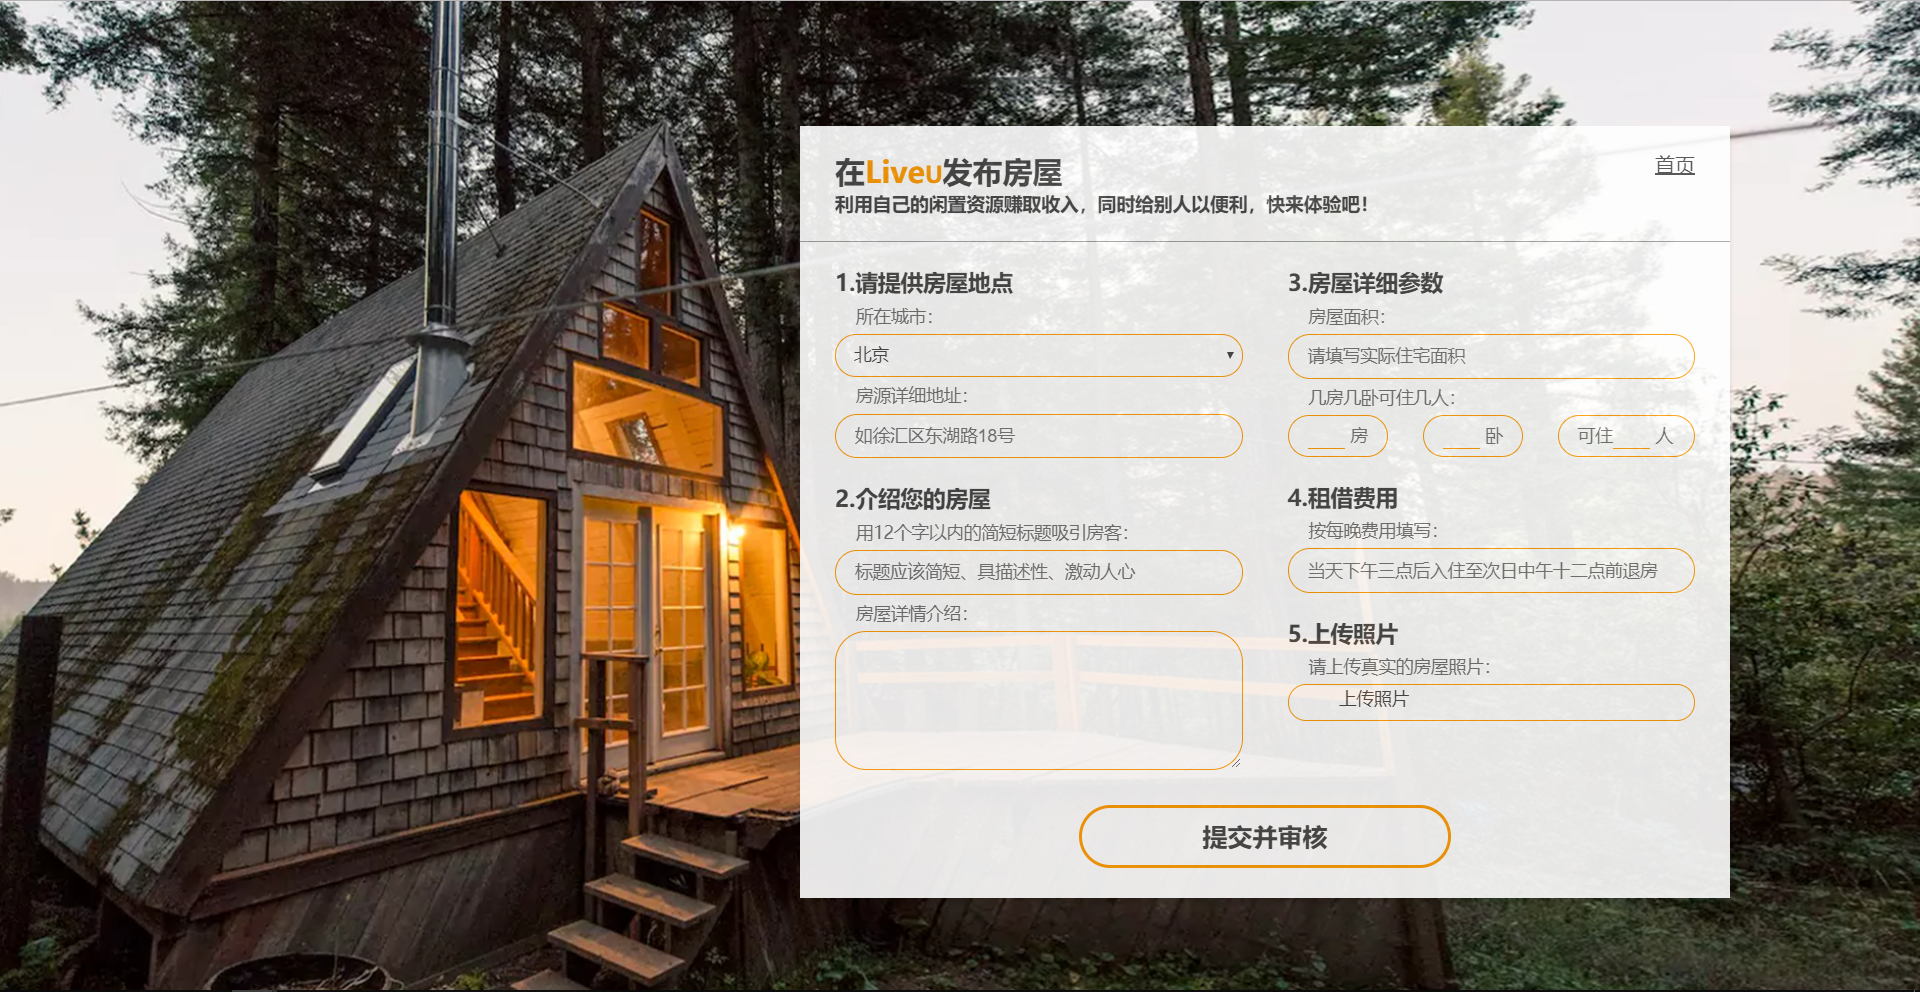 在Liveu发布房屋
首页
利用自己的闲置资源赚取收入，同时给别人以便利，快来体验吧！
1.请提供房屋地点
所在城市：
北京
房源详细地址：
如徐汇区东湖路18号
2.介绍您的房屋
用12个字以内的简短标题吸引房客：
标题应该简短、具描述性、激动人心
房屋详情介绍：
3.房屋详细参数
房屋面积：
请填写实际住宅面积
几房几卧可住几人：
____房 ____卧 可住____人
4.租借费用
按每晚费用填写：
当天下午三点后入住至次日中午十二点前退房
5.上传照片
请上传真实的房屋照片：
上传照片
提交并审核